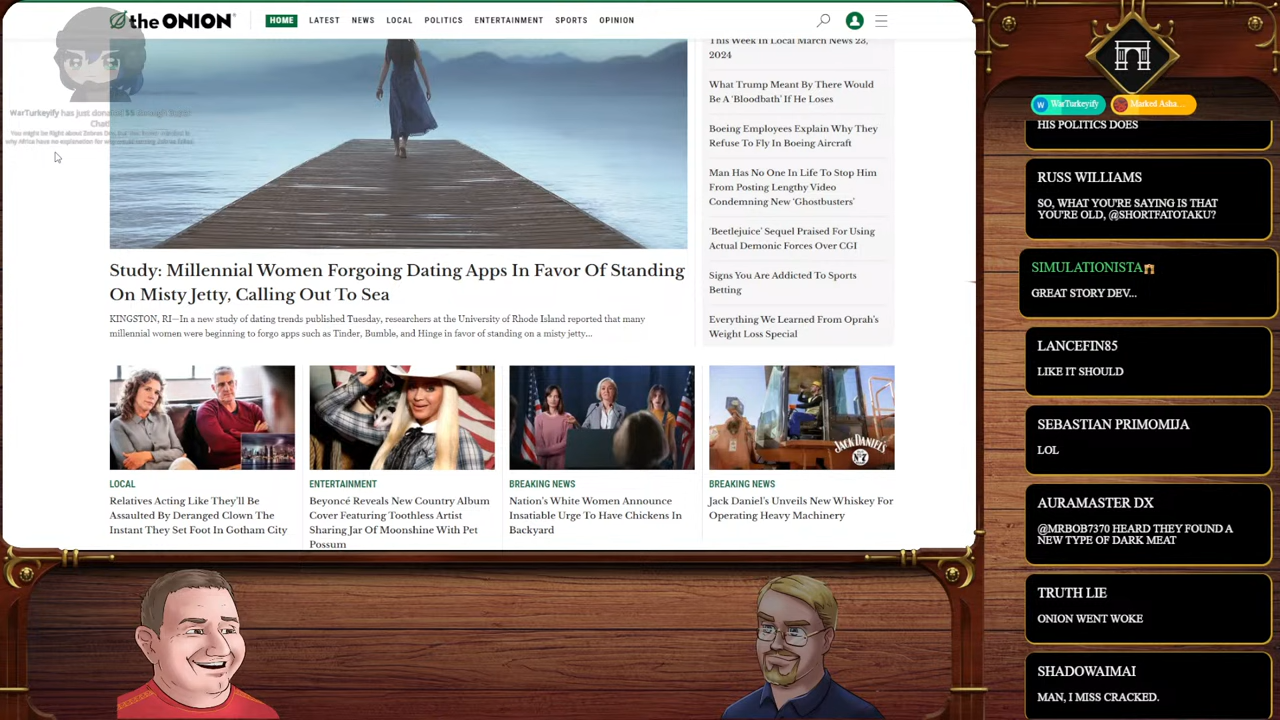 the ONION
HOME LATEST NEWS LOCAL POLITICS ENTERTAINMENT SPORTS OPINION
WarTurkeyify has just donated $5 through Super
Chat!
This Week In Local March News 23,
2024
What Trump Meant By There Would
Be A 'Bloodbath' If He Loses
Boeing Employees Explain Why They
Refuse To Fly In Boeing Aircraft
Man Has No One In Life To Stop Him
From Posting Lengthy Video
Condemning New 'Ghostbusters'
'Beetlejuice' Sequel Praised For Using
Actual Demonic Forces Over CGI
Signs You Are Addicted To Sports
Betting
Everything We Learned From Oprah's
Weight Loss Special
Study: Millennial Women Forgoing Dating Apps In Favor Of Standing
On Misty Jetty, Calling Out To Sea
KINGSTON, RI—In a new study of dating trends published Tuesday, researchers at the University of Rhode Island reported that many
millennial women were beginning to forgo apps such as Tinder, Bumble, and Hinge in favor of standing on a misty jetty...
LOCAL
Relatives Acting Like They'll Be
Assaulted By Deranged Clown The
Instant They Set Foot In Gotham City
ENTERTAINMENT
Beyoncé Reveals New Country Album
Cover Featuring Toothless Artist
Sharing Jar Of Moonshine With Pet
Possum
BREAKING NEWS
Nation's White Women Announce
Insatiable Urge To Have Chickens In
Backyard
JACK DANIEL'S
BREAKING NEWS
Jack Daniel's Unveils New Whiskey For
Operating Heavy Machinery
W WarTurkeyify
Marked Asha...
HIS POLITICS DOES
RUSS WILLIAMS
SO, WHAT YOU'RE SAYING IS THAT
YOU'RE OLD, @SHORTFATOTAKU?
SIMULATIONISTA
GREAT STORY DEV...
LANCEFIN85
LIKE IT SHOULD
SEBASTIAN PRIMOMIJA
LOL
AURAMASTER DX
@MRBOB7370 HEARD THEY FOUND A
NEW TYPE OF DARK MEAT
TRUTH LIE
ONION WENT WOKE
SHADOWAIMAI
MAN, I MISS CRACKED.